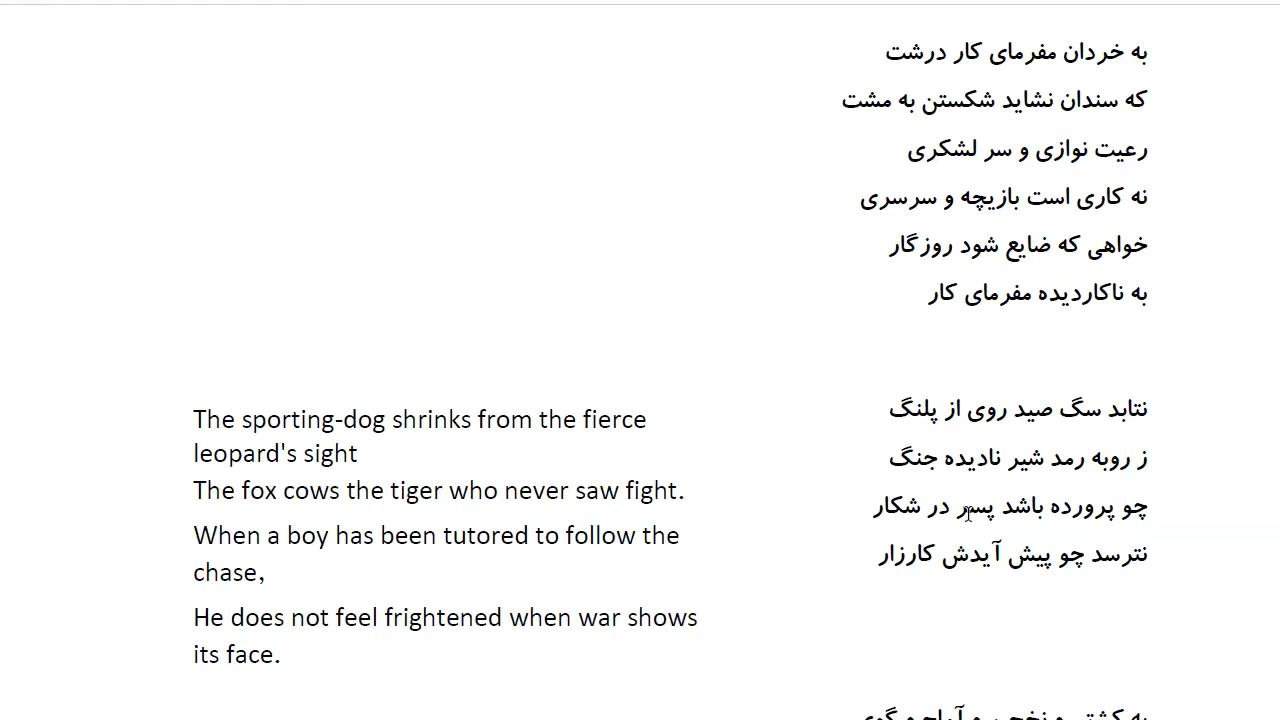 به خردان مفرمای کار درشت
که سندان نشاید شکستن به مشت
رعیت نوازی و سر لشکری
نه کاری است بازیچه و سرسری
خواهی که ضایع شود روزگار
به ناکاردیده مفرمای کار
نتابد سگ صید روی از پلنگ
ز روبه رمد شیر نادیده جنگ
چو پرورده باشد پسر در شکار
نترسد چو پیش آیدش کارزار
The sporting-dog shrinks from the fierce
leopard's sight
The fox cows the tiger who never saw fight.
When a boy has been tutored to follow the
chase,
He does not feel frightened when war shows
its face.